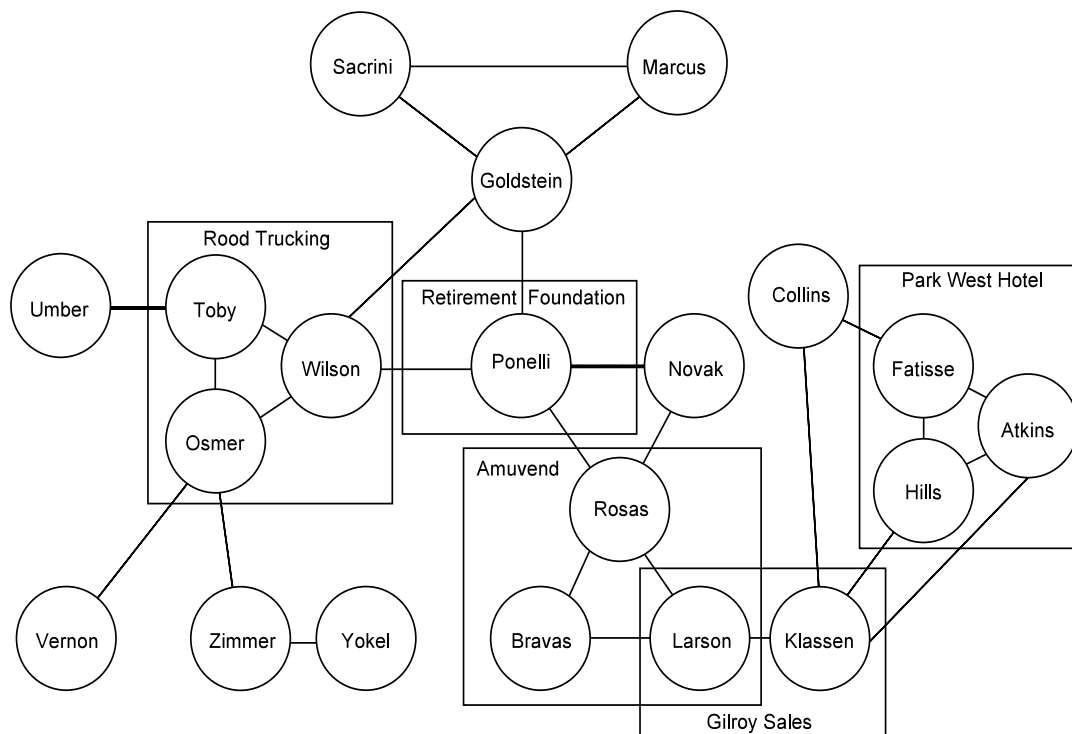 Sacrini
Marcus
Goldstein
Rood Trucking
Umber
Toby
Wilson
Osmer
Retirement Foundation
Ponelli
Novak
Collins
Park West Hotel
Fatisse
Atkins
Hills
Amuvend
Rosas
Vernon
Zimmer
Yokel
Bravas
Larson
Klassen
Gilroy Sales